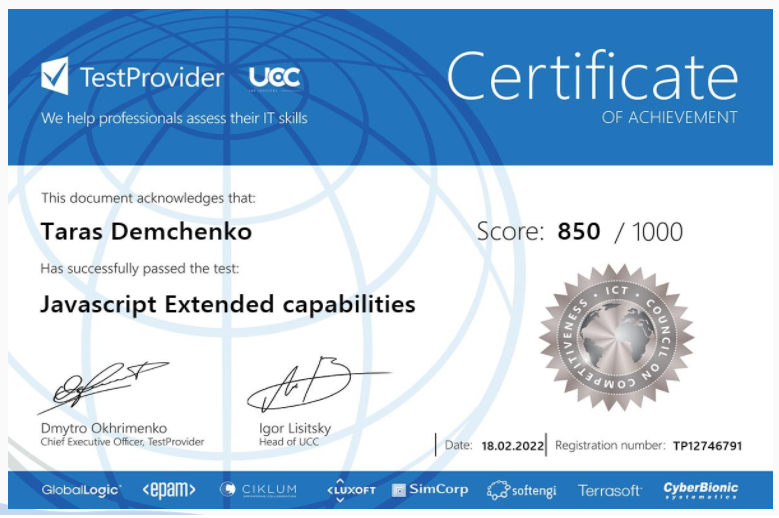 TestProvider UCC
We help professionals assess their IT skills
Certificate
OF ACHIEVEMENT
This document acknowledges that:
Taras Demchenko
Has successfully passed the test:
Javascript Extended capabilities
Score: 850 / 1000
ICT · COUNCIL ON COMPETITIVENESS ·
Dmytro Okhrimenko
Chief Executive Officer, TestProvider
Igor Lisitsky
Head of UCC
Date: 18.02.2022 Registration number: TP12746791
GlobalLogic <epam> CIKLUM LUXOFT SimCorp softengi Terrasoft CyberBionic systematics